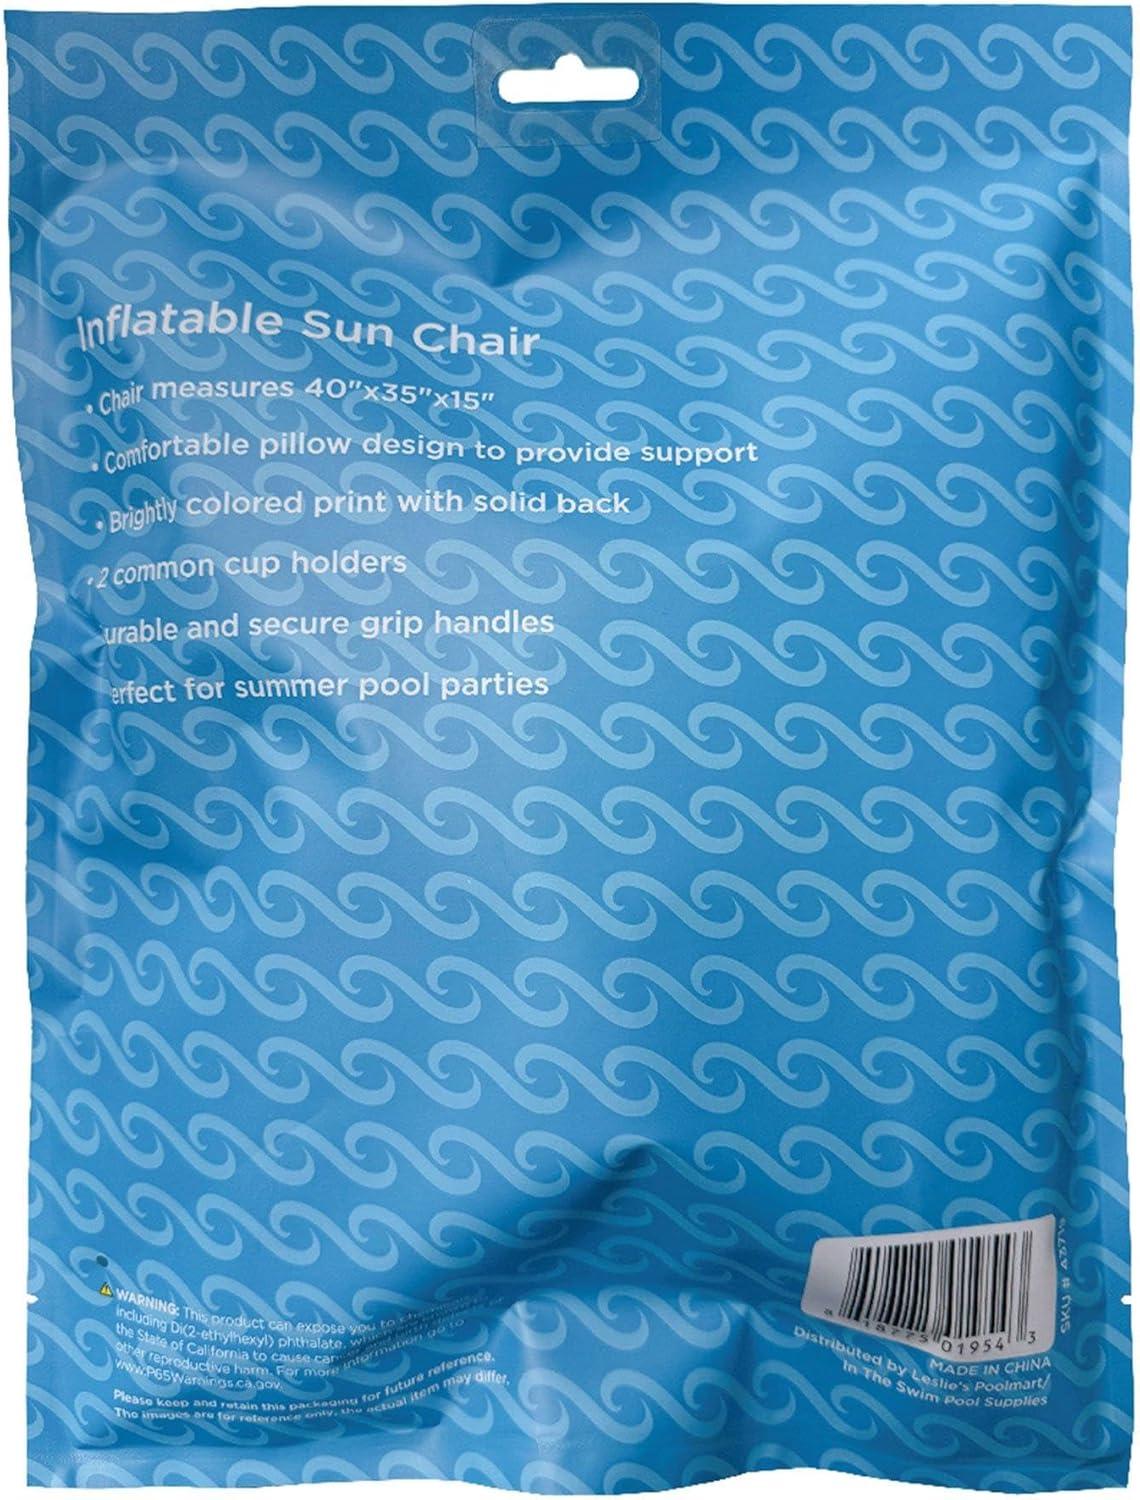 Inflatable Sun Chair
• Chair measures 40"x35"x15"
• Comfortable pillow design to provide support
• Brightly colored print with solid back
• 2 common cup holders
urable and secure grip handles
erfect for summer pool parties
WARNING: This product can expose you to
including Di(2-ethylhexyl) phthalate, which
the State of California to cause
other reproductive harm. For more information go to
www.P65Warnings.ca.gov.
Please keep and retain this packaging for future reference.
The images are for reference only, the actual item may differ.
SKU #
01954 3
MADE IN CHINA
Distributed by Leslie's Poolmart/
In The Swim Pool Supplies